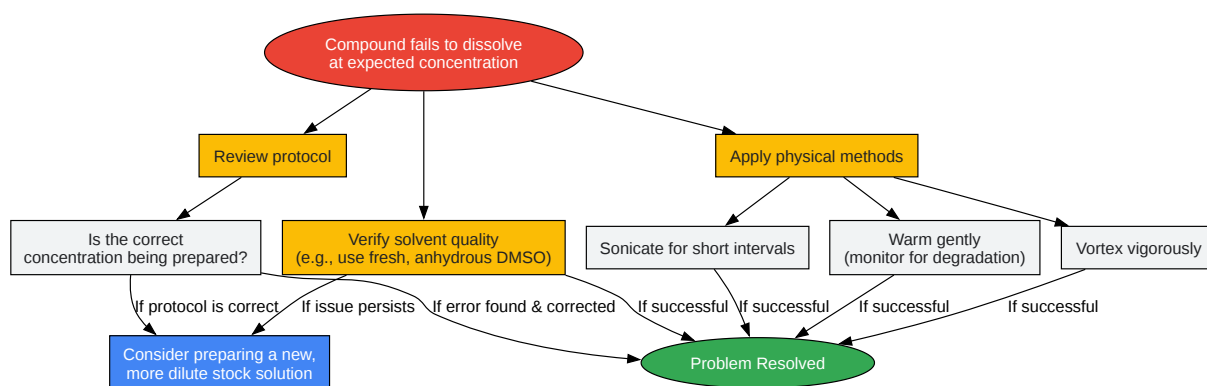 Compound fails to dissolve
at expected concentration
Review protocol
Apply physical methods
Is the correct
concentration being prepared?
Verify solvent quality
(e.g., use fresh, anhydrous DMSO)
Sonicate for short intervals
Warm gently
(monitor for degradation)
Vortex vigorously
If protocol is correct
If issue persists
If error found & corrected
If successful
If successful
If successful
If successful
Consider preparing a new,
more dilute stock solution
Problem Resolved